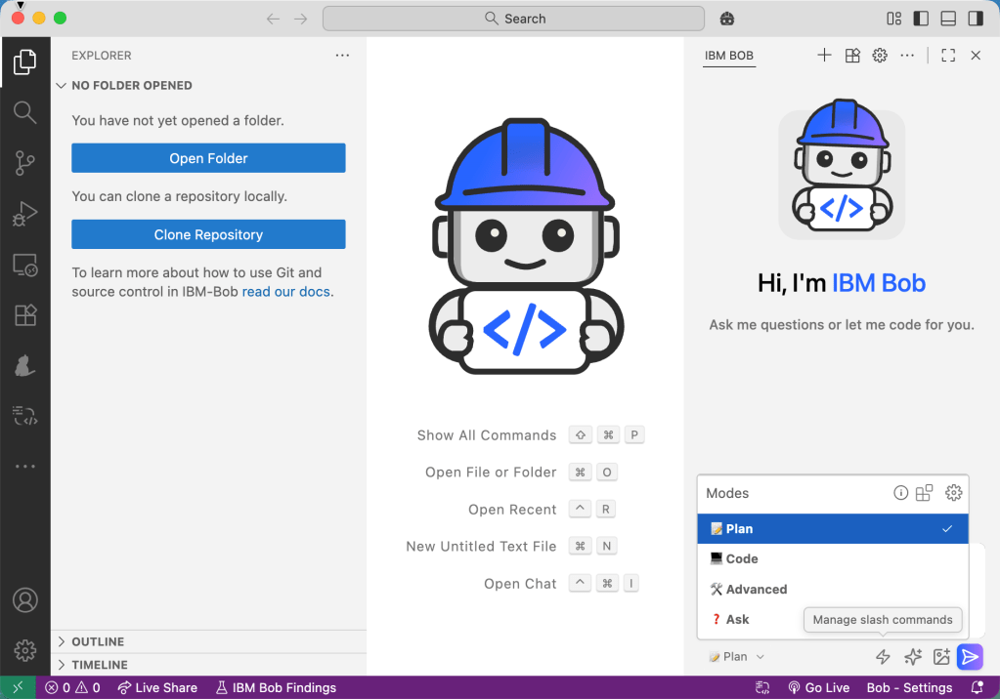 Search
EXPLORER
NO FOLDER OPENED
You have not yet opened a folder.
Open Folder
You can clone a repository locally.
Clone Repository
To learn more about how to use Git and
source control in IBM-Bob read our docs.
OUTLINE
TIMELINE
</>
Show All Commands ⇧ ⌘ P
Open File or Folder ⌘ O
Open Recent ^ R
New Untitled Text File ⌘ N
Open Chat ^ ⌘ I
IBM BOB
</>
Hi, I'm IBM Bob
Ask me questions or let me code for you.
Modes
Plan
Code
Advanced
Ask
Manage slash commands
Plan
0 0 Live Share IBM Bob Findings Go Live Bob - Settings